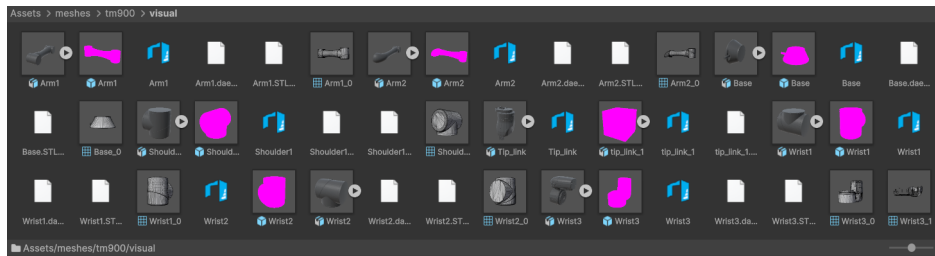 Assets > meshes > tm900 > visual
Arm1 Arm1 Arm1 Arm1.dae... Arm1.STL... Arm1_0 Arm2 Arm2 Arm2 Arm2.dae... Arm2.STL... Arm2_0 Base Base Base Base.dae...
Base.STL... Base_0 Should... Should... Shoulder1 Shoulder1... Shoulder1... Should... Tip_link Tip_link tip_link_1 tip_link_1 tip_link_1.... Wrist1 Wrist1 Wrist1
Wrist1.da... Wrist1.ST... Wrist1_0 Wrist2 Wrist2 Wrist2 Wrist2.da... Wrist2.ST... Wrist2_0 Wrist3 Wrist3 Wrist3 Wrist3.da... Wrist3.ST... Wrist3_0 Wrist3_1
Assets/meshes/tm900/visual